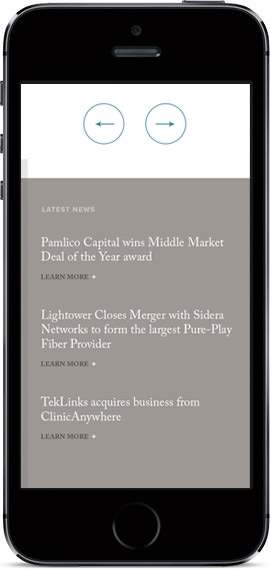 LATEST NEWS
Pamlico Capital wins Middle Market
Deal of the Year award
LEARN MORE +
Lightower Closes Merger with Sidera
Networks to form the largest Pure-Play
Fiber Provider
LEARN MORE +
TekLinks acquires business from
ClinicAnywhere
LEARN MORE +